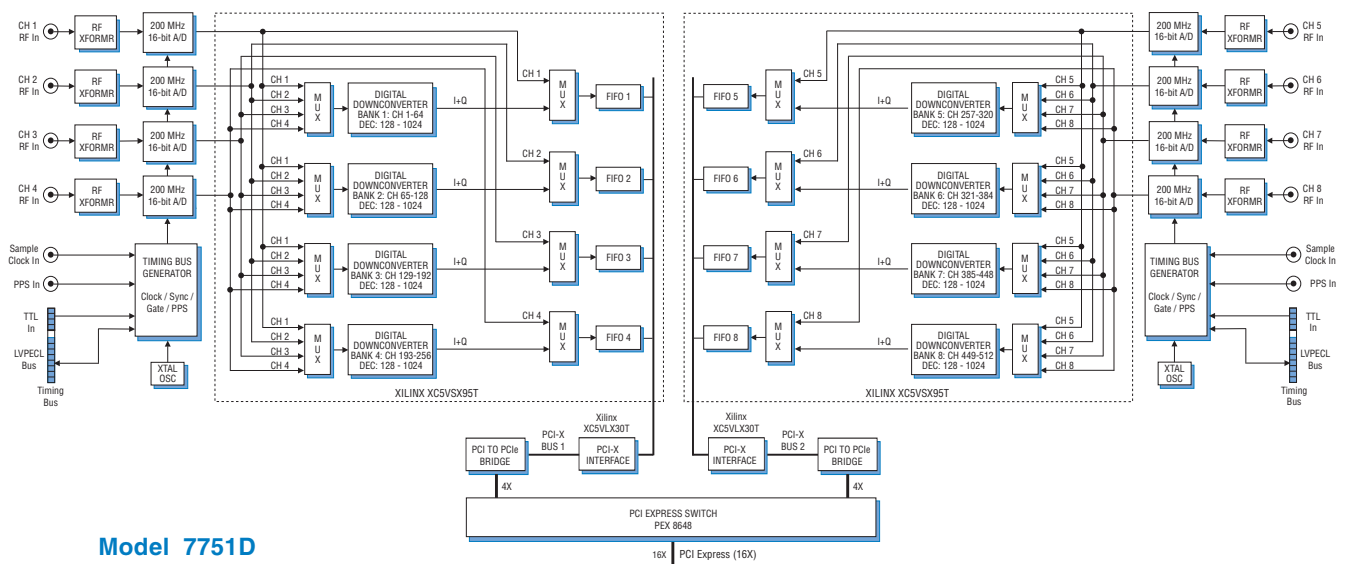 CH 1
RF In
RF
XFORMR
200 MHz
16-bit A/D
CH 2
RF In
RF
XFORMR
200 MHz
16-bit A/D
CH 3
RF In
RF
XFORMR
200 MHz
16-bit A/D
CH 4
RF In
RF
XFORMR
200 MHz
16-bit A/D
Sample
Clock In
PPS In
TTL
In
LVPECL
Bus
Timing
Bus
TIMING BUS
GENERATOR
Clock / Sync /
Gate / PPS
XTAL
OSC
CH 1
CH 2
CH 3
CH 4
MUX
DIGITAL
DOWNCONVERTER
BANK 1: CH 1-64
DEC: 128 - 1024
I+Q
CH 1
MUX
FIFO 1
CH 1
CH 2
CH 3
CH 4
MUX
DIGITAL
DOWNCONVERTER
BANK 2: CH 65-128
DEC: 128 - 1024
I+Q
CH 2
MUX
FIFO 2
CH 1
CH 2
CH 3
CH 4
MUX
DIGITAL
DOWNCONVERTER
BANK 3: CH 129-192
DEC: 128 - 1024
I+Q
CH 3
MUX
FIFO 3
CH 1
CH 2
CH 3
CH 4
MUX
DIGITAL
DOWNCONVERTER
BANK 4: CH 193-256
DEC: 128 - 1024
I+Q
CH 4
MUX
FIFO 4
XILINX XC5VSX95T
FIFO 5
MUX
CH 5
I+Q
DIGITAL
DOWNCONVERTER
BANK 5: CH 257-320
DEC: 128 - 1024
MUX
CH 5
CH 6
CH 7
CH 8
FIFO 6
MUX
CH 6
I+Q
DIGITAL
DOWNCONVERTER
BANK 6: CH 321-384
DEC: 128 - 1024
MUX
CH 5
CH 6
CH 7
CH 8
FIFO 7
MUX
CH 7
I+Q
DIGITAL
DOWNCONVERTER
BANK 7: CH 385-448
DEC: 128 - 1024
MUX
CH 5
CH 6
CH 7
CH 8
FIFO 8
MUX
CH 8
I+Q
DIGITAL
DOWNCONVERTER
BANK 8: CH 449-512
DEC: 128 - 1024
MUX
CH 5
CH 6
CH 7
CH 8
XILINX XC5VSX95T
200 MHz
16-bit A/D
RF
XFORMR
CH 5
RF In
200 MHz
16-bit A/D
RF
XFORMR
CH 6
RF In
200 MHz
16-bit A/D
RF
XFORMR
CH 7
RF In
200 MHz
16-bit A/D
RF
XFORMR
CH 8
RF In
TIMING BUS
GENERATOR
Clock / Sync /
Gate / PPS
XTAL
OSC
Sample
Clock In
PPS In
TTL
In
LVPECL
Bus
Timing
Bus
PCI TO PCIe
BRIDGE
PCI-X
BUS 1
Xilinx
XC5VLX30T
PCI-X
INTERFACE
Xilinx
XC5VLX30T
PCI-X
INTERFACE
PCI-X
BUS 2
PCI TO PCIe
BRIDGE
4X
4X
PCI EXPRESS SWITCH
PEX 8648
16X
PCI Express (16X)
Model 7751D